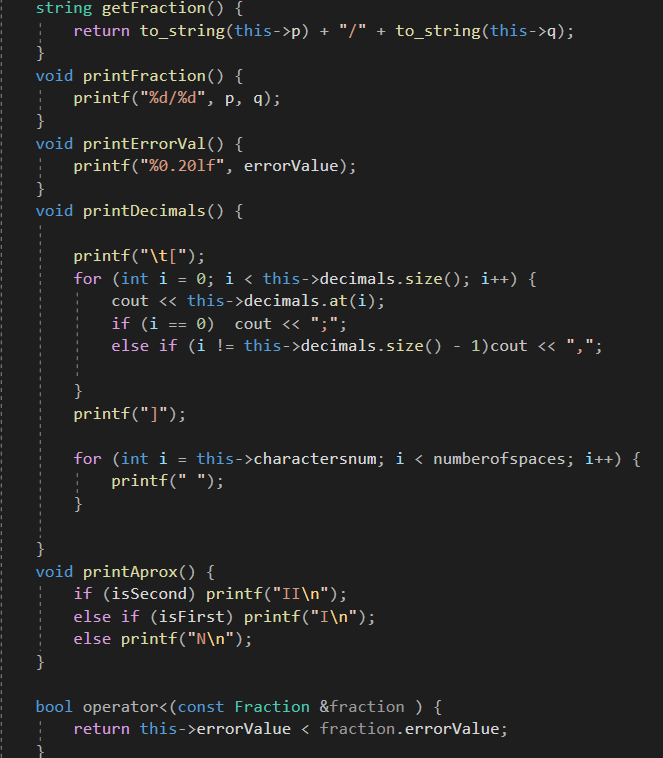 string getFraction() {
return to_string(this->p) + "/" + to_string(this->q);
}
void printFraction() {
printf("%d/%d", p, q);
}
void printErrorVal() {
printf("%0.20lf", errorValue);
}
void printDecimals() {
printf("\t[");
for (int i = 0; i < this->decimals.size(); i++) {
cout << this->decimals.at(i);
if (i == 0)  cout << ";";
else if (i != this->decimals.size() - 1)cout << ",";
}
printf("]");
for (int i = this->charactersnum; i < numberofspaces; i++) {
printf(" ");
}
}
void printAprox() {
if (isSecond) printf("II\n");
else if (isFirst) printf("I\n");
else printf("N\n");
}
bool operator<(const Fraction &fraction ) {
return this->errorValue < fraction.errorValue;
}